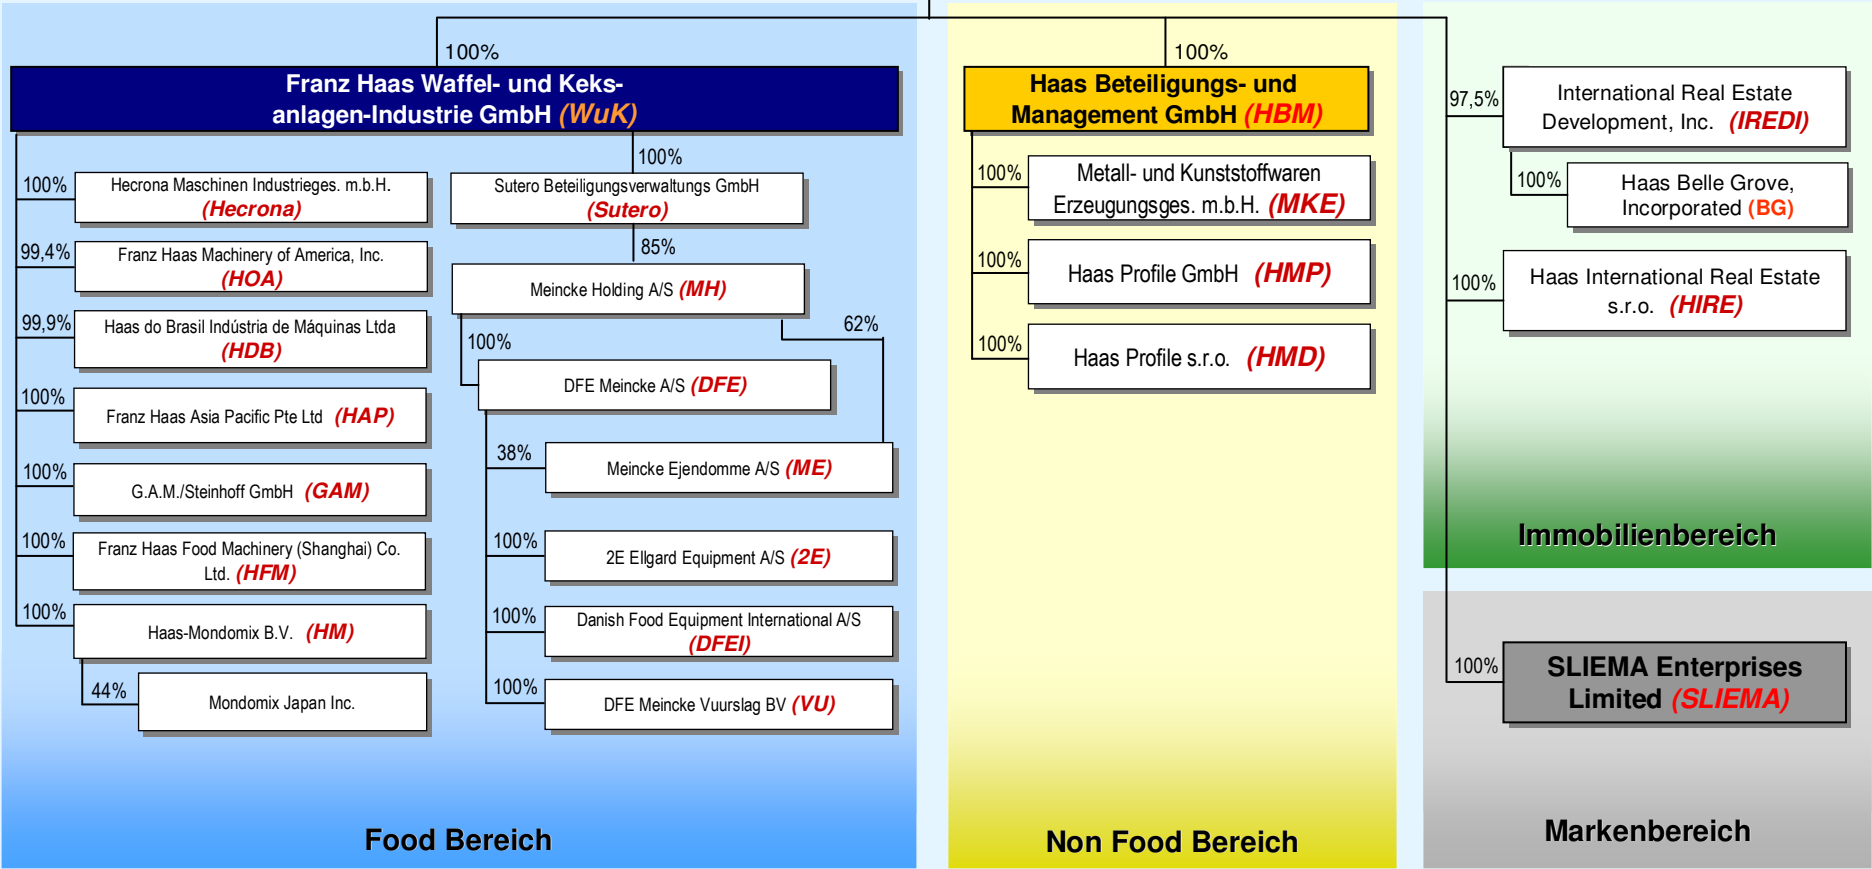 100%
Franz Haas Waffel- und Keks-
anlagen-Industrie GmbH (WuK)
100%
Hecrona Maschinen Industrieges. m.b.H.
(Hecrona)
99,4%
Franz Haas Machinery of America, Inc.
(HOA)
99,9%
Haas do Brasil Indústria de Máquinas Ltda
(HDB)
100%
Franz Haas Asia Pacific Pte Ltd (HAP)
100%
G.A.M./Steinhoff GmbH (GAM)
100%
Franz Haas Food Machinery (Shanghai) Co.
Ltd. (HFM)
100%
Haas-Mondomix B.V. (HM)
44%
Mondomix Japan Inc.
100%
Sutero Beteiligungsverwaltungs GmbH
(Sutero)
85%
Meincke Holding A/S (MH)
62%
100%
DFE Meincke A/S (DFE)
38%
Meincke Ejendomme A/S (ME)
100%
2E Ellgard Equipment A/S (2E)
100%
Danish Food Equipment International A/S
(DFEI)
100%
DFE Meincke Vuurslag BV (VU)
Food Bereich
100%
Haas Beteiligungs- und
Management GmbH (HBM)
100%
Metall- und Kunststoffwaren
Erzeugungsges. m.b.H. (MKE)
100%
Haas Profile GmbH (HMP)
100%
Haas Profile s.r.o. (HMD)
Non Food Bereich
97,5%
International Real Estate
Development, Inc. (IREDI)
100%
Haas Belle Grove,
Incorporated (BG)
100%
Haas International Real Estate
s.r.o. (HIRE)
Immobilienbereich
100%
SLIEMA Enterprises
Limited (SLIEMA)
Markenbereich